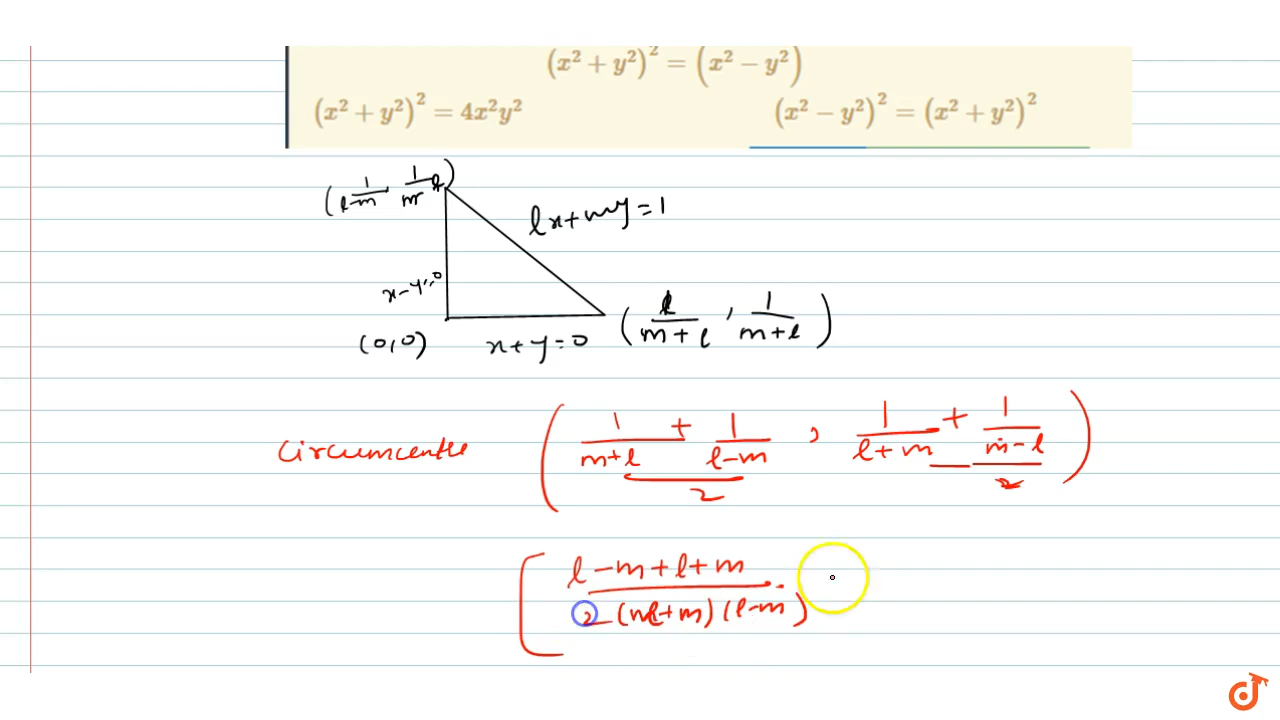 (x² + y²)² = (x² − y²)
(x² + y²)² = 4x²y² (x² − y²)² = (x² + y²)²
(1/(l−m), 1/(m−l))
lx+my=1
x−y=0
(1/(m+l), 1/(m+l))
(0,0) x+y=0
Circumcentre ((1/(m+l) + 1/(l−m))/2, (1/(l+m) + 1/(m−l))/2)
[(l−m+l+m)/(2(l+m)(l−m))